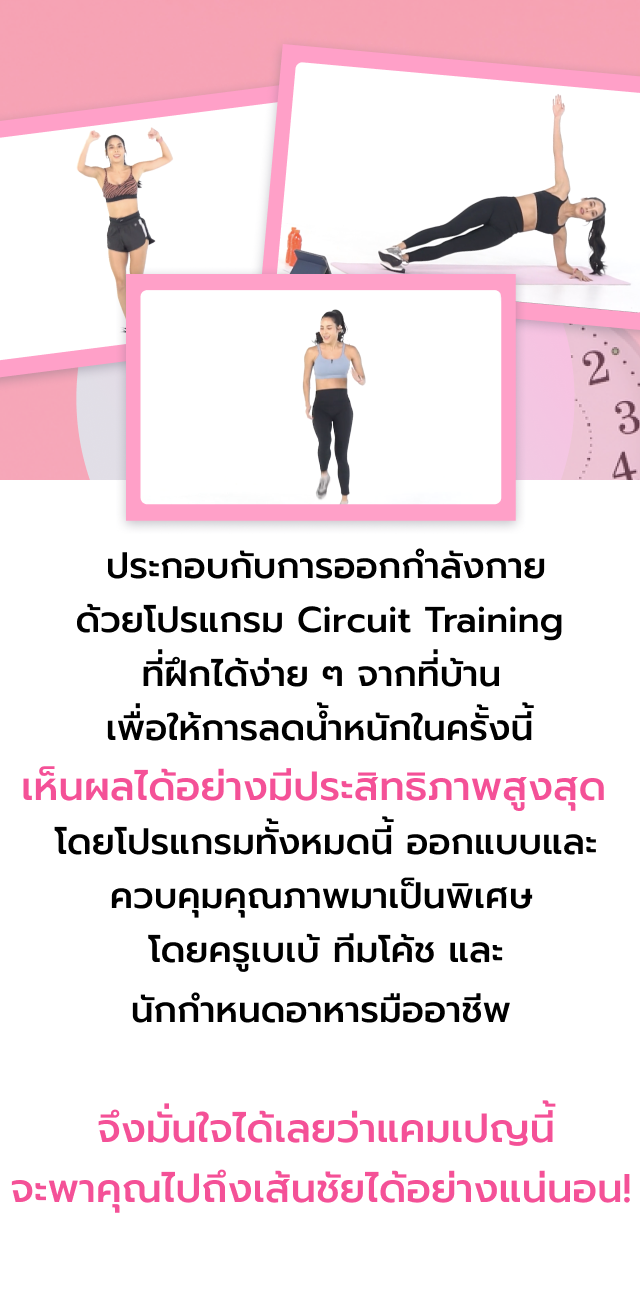 2
3
4
ประกอบกับการออกกำลังกาย
ด้วยโปรแกรม Circuit Training
ที่ฝึกได้ง่าย ๆ จากที่บ้าน
เพื่อให้การลดน้ำหนักในครั้งนี้
เห็นผลได้อย่างมีประสิทธิภาพสูงสุด
โดยโปรแกรมทั้งหมดนี้ ออกแบบและ
ควบคุมคุณภาพมาเป็นพิเศษ
โดยครูเบเบ้ ทีมโค้ช และ
นักกำหนดอาหารมืออาชีพ
จึงมั่นใจได้เลยว่าแคมเปญนี้
จะพาคุณไปถึงเส้นชัยได้อย่างแน่นอน!